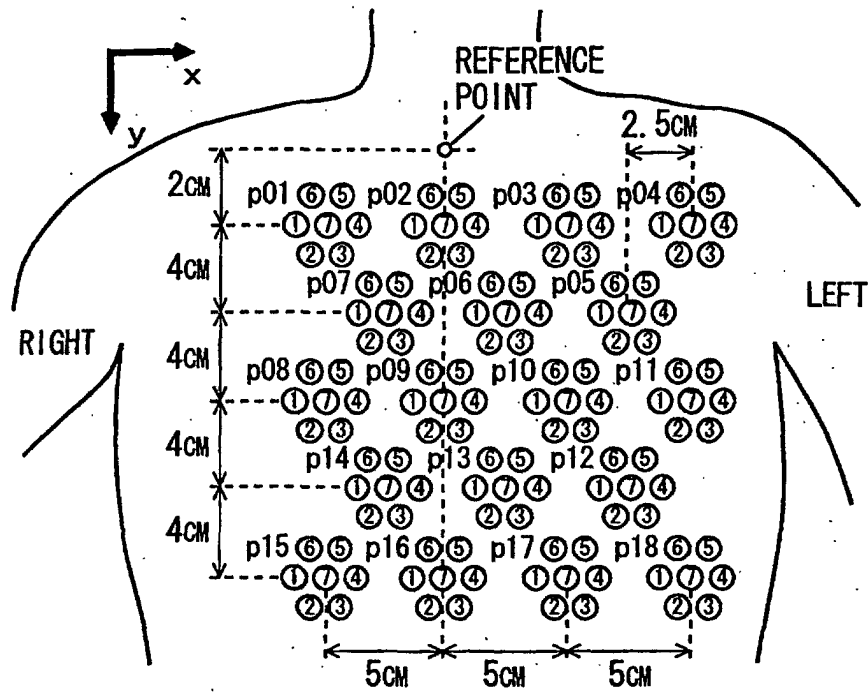 x
y
REFERENCE
POINT
2.5CM
2CM
p01 ⑥⑤ p02 ⑥⑤ p03 ⑥⑤ p04 ⑥⑤
①⑦④ ①⑦④ ①⑦④ ①⑦④
②③ ②③ ②③ ②③
4CM
p07 ⑥⑤ p06 ⑥⑤ p05 ⑥⑤
①⑦④ ①⑦④ ①⑦④
②③ ②③ ②③
LEFT
RIGHT
4CM
p08 ⑥⑤ p09 ⑥⑤ p10 ⑥⑤ p11 ⑥⑤
①⑦④ ①⑦④ ①⑦④ ①⑦④
②③ ②③ ②③ ②③
4CM
p14 ⑥⑤ p13 ⑥⑤ p12 ⑥⑤
①⑦④ ①⑦④ ①⑦④
②③ ②③ ②③
4CM
p15 ⑥⑤ p16 ⑥⑤ p17 ⑥⑤ p18 ⑥⑤
①⑦④ ①⑦④ ①⑦④ ①⑦④
②③ ②③ ②③ ②③
5CM 5CM 5CM